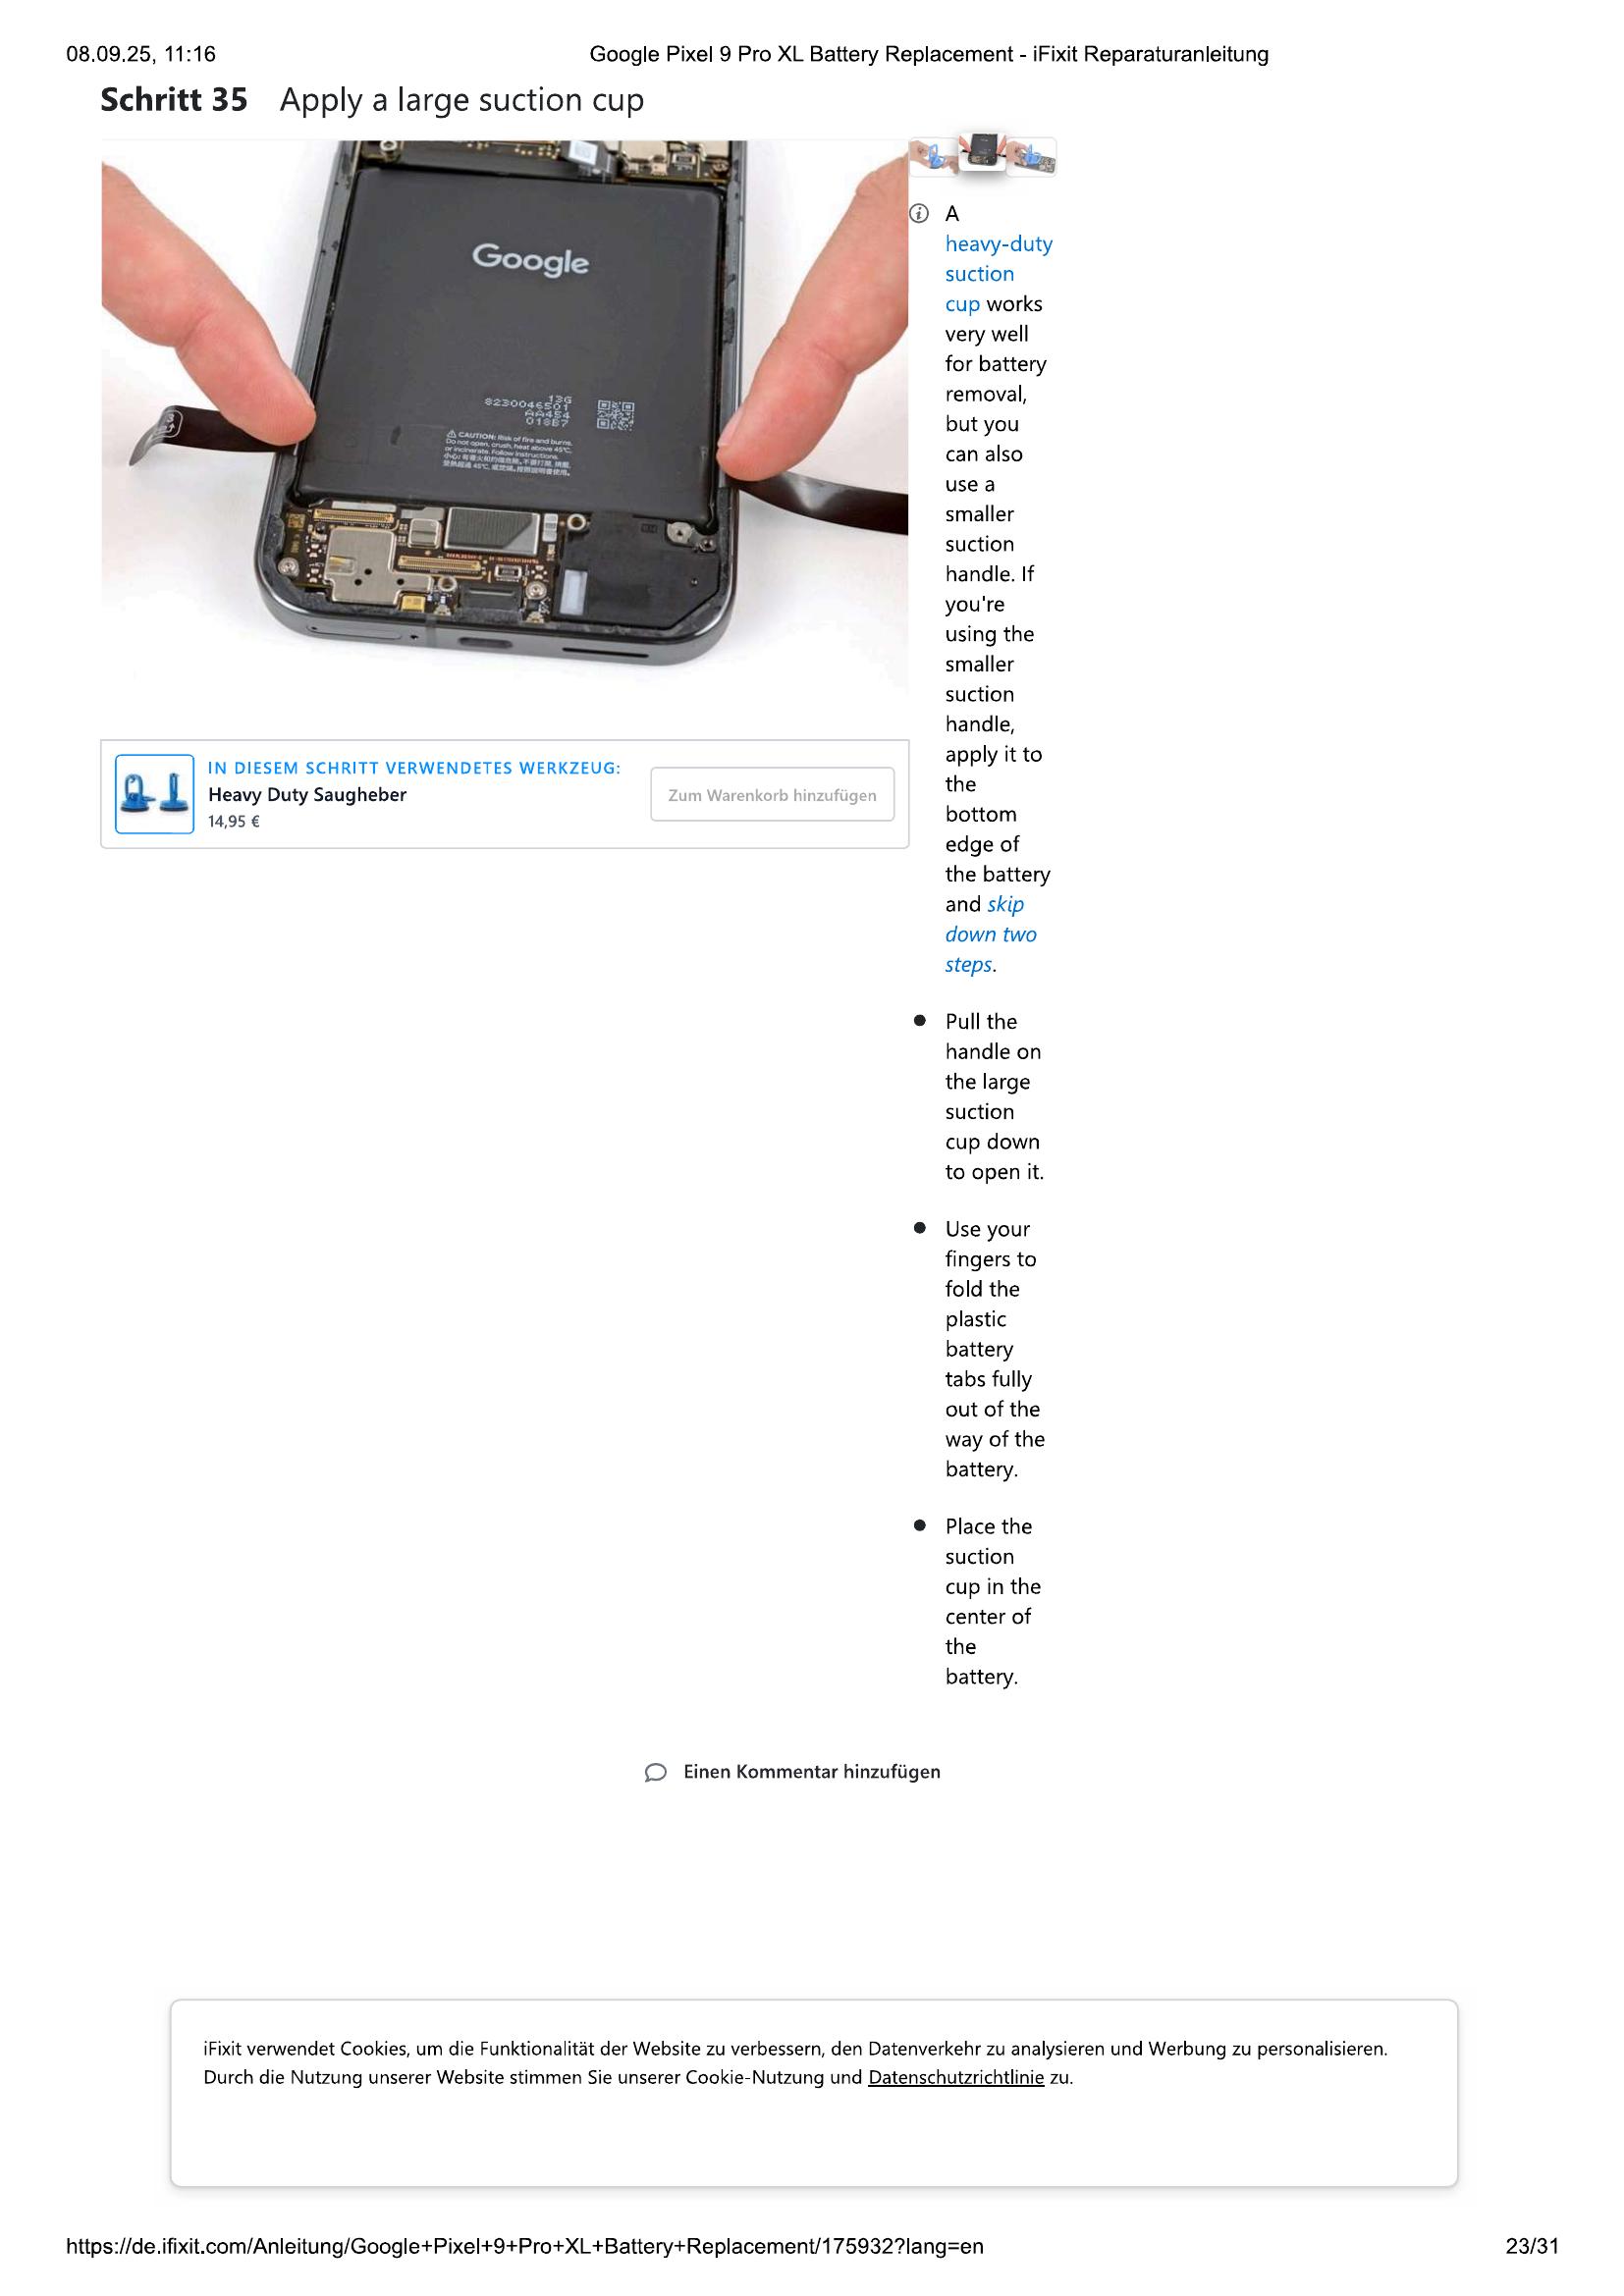 08.09.25, 11:16
Google Pixel 9 Pro XL Battery Replacement - iFixit Reparaturanleitung
Schritt 35 Apply a large suction cup
Google
13G
8230046501
AA4S4
018B7
CAUTION: Risk of fire and burns.
Do not open, crush, heat above 45°C,
or incinerate. Follow instructions.
A
heavy-duty
suction
cup works
very well
for battery
removal,
but you
can also
use a
smaller
suction
handle. If
you're
using the
smaller
suction
handle,
apply it to
the
bottom
edge of
the battery
and skip
down two
steps.
Pull the
handle on
the large
suction
cup down
to open it.
Use your
fingers to
fold the
plastic
battery
tabs fully
out of the
way of the
battery.
Place the
suction
cup in the
center of
the
battery.
IN DIESEM SCHRITT VERWENDETES WERKZEUG:
Heavy Duty Saugheber
14,95 €
Zum Warenkorb hinzufügen
Einen Kommentar hinzufügen
iFixit verwendet Cookies, um die Funktionalität der Website zu verbessern, den Datenverkehr zu analysieren und Werbung zu personalisieren.
Durch die Nutzung unserer Website stimmen Sie unserer Cookie-Nutzung und Datenschutzrichtlinie zu.
https://de.ifixit.com/Anleitung/Google+Pixel+9+Pro+XL+Battery+Replacement/175932?lang=en
23/31